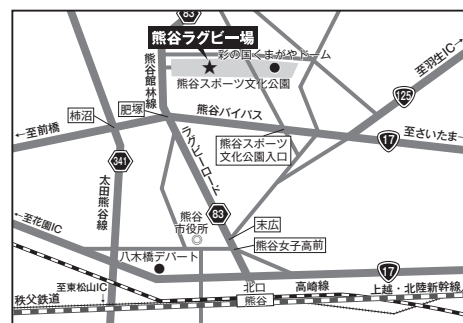 83
熊谷ラグビー場
彩の国くまがやドーム
熊谷スポーツ文化公園
至羽生IC→
熊谷館林線
125
肥塚
熊谷バイパス
柿沼
←至前橋
17
至さいたま→
熊谷スポーツ
文化公園入口
ラグビーロード
341
太田熊谷線
←至花園IC
熊谷
市役所
83
末広
熊谷女子高前
八木橋デパート
17
←至東松山IC
北口
高崎線
上越・北陸新幹線
秩父鉄道
熊谷